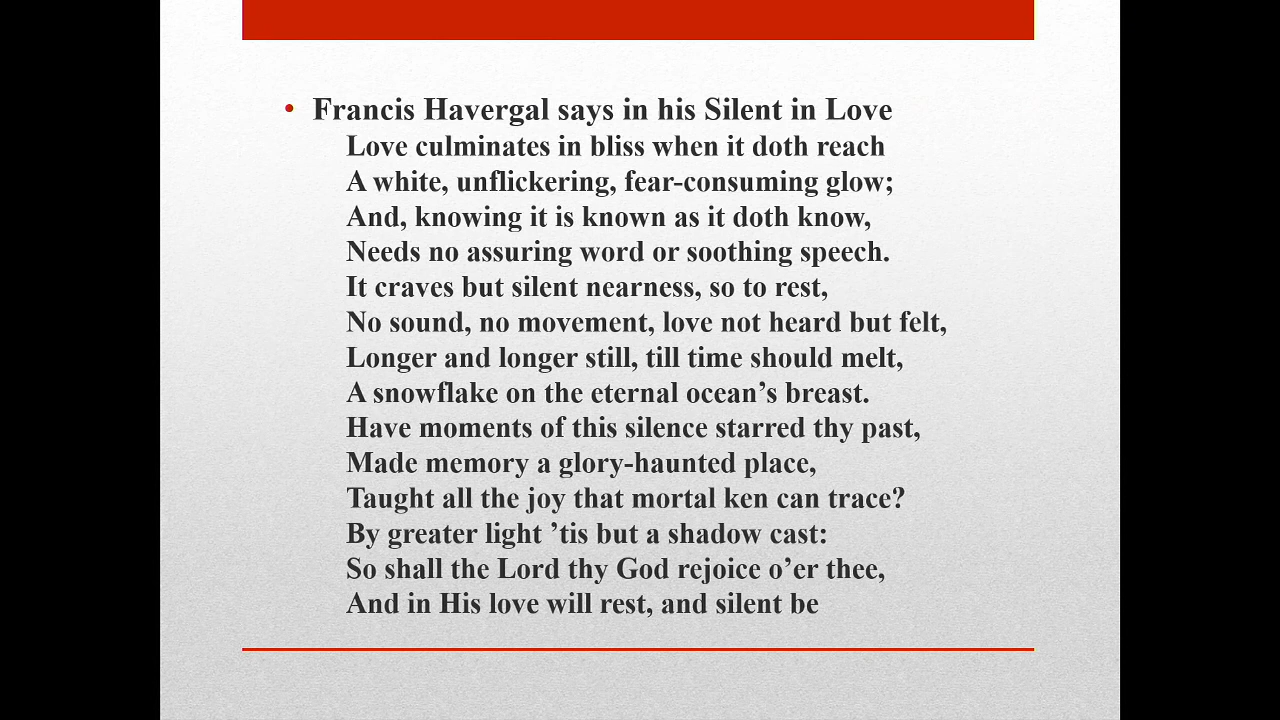 • Francis Havergal says in his Silent in Love
Love culminates in bliss when it doth reach
A white, unflickering, fear-consuming glow;
And, knowing it is known as it doth know,
Needs no assuring word or soothing speech.
It craves but silent nearness, so to rest,
No sound, no movement, love not heard but felt,
Longer and longer still, till time should melt,
A snowflake on the eternal ocean’s breast.
Have moments of this silence starred thy past,
Made memory a glory-haunted place,
Taught all the joy that mortal ken can trace?
By greater light ’tis but a shadow cast:
So shall the Lord thy God rejoice o’er thee,
And in His love will rest, and silent be